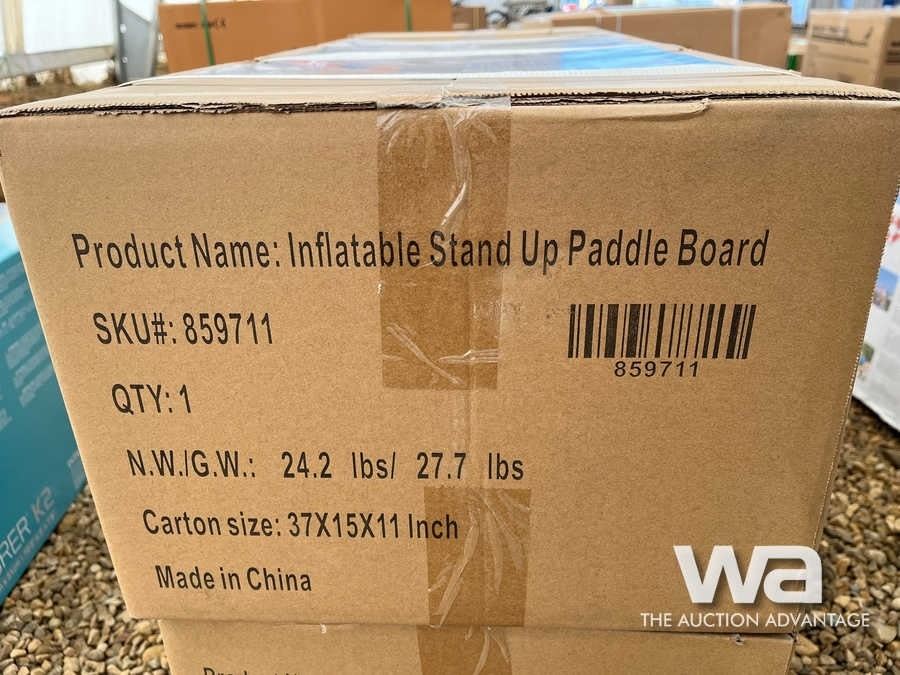 Product Name: Inflatable Stand Up Paddle Board
SKU#: 859711
859711
QTY: 1
N.W./G.W.: 24.2 lbs/ 27.7 lbs
Carton size: 37X15X11 Inch
Made in China
K2
wa
THE AUCTION ADVANTAGE